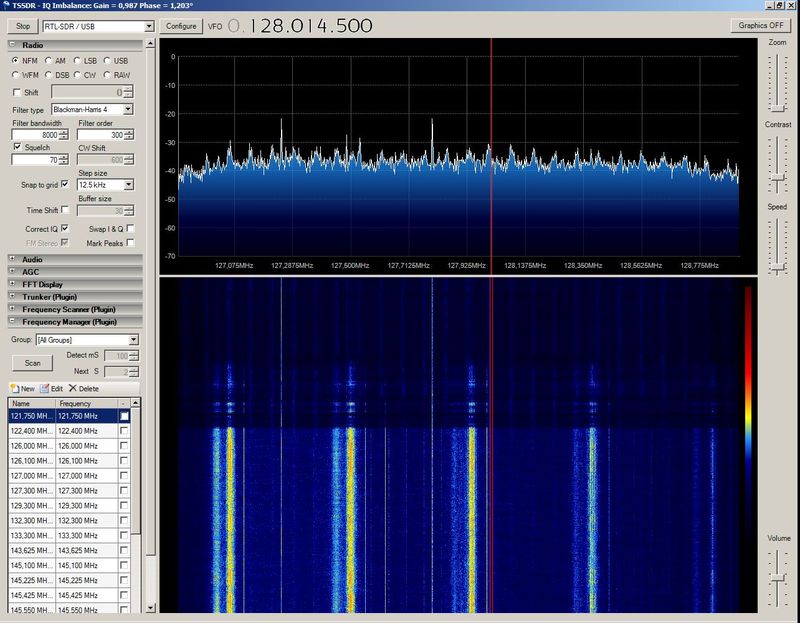 TSSDR - IQ Imbalance: Gain = 0,987 Phase = 1,203°
Stop RTL-SDR / USB Configure VFO 0.128.014.500 Graphics OFF
Radio
NFM AM LSB USB
WFM DSB CW RAW
Shift 0
Filter type Blackman-Harris 4
Filter bandwidth Filter order
8000 300
Squelch CW Shift
70 600
Step size
Snap to grid 12.5 kHz
Buffer size
Time Shift 30
Correct IQ Swap I & Q
FM Stereo Mark Peaks
Audio
AGC
FFT Display
Trunker (Plugin)
Frequency Scanner (Plugin)
Frequency Manager (Plugin)
Group: [All Groups]
Detect mS 100
Scan
Next S 2
New Edit Delete
Name Frequency -
121,750 MH... 121,750 MHz
122,400 MH... 122,400 MHz
126,000 MH... 126,000 MHz
126,100 MH... 126,100 MHz
127,000 MH... 127,000 MHz
127,300 MH... 127,300 MHz
129,300 MH... 129,300 MHz
132,300 MH... 132,300 MHz
133,300 MH... 133,300 MHz
143,625 MH... 143,625 MHz
145,100 MH... 145,100 MHz
145,225 MH... 145,225 MHz
145,425 MH... 145,425 MHz
145,550 MH... 145,550 MHz
0
-10
-20
-30
-40
-50
-60
-70
127,075MHz 127,2875MHz 127,500MHz 127,7125MHz 127,925MHz 128,1375MHz 128,350MHz 128,5625MHz 128,775MHz
Zoom
Contrast
Speed
Volume